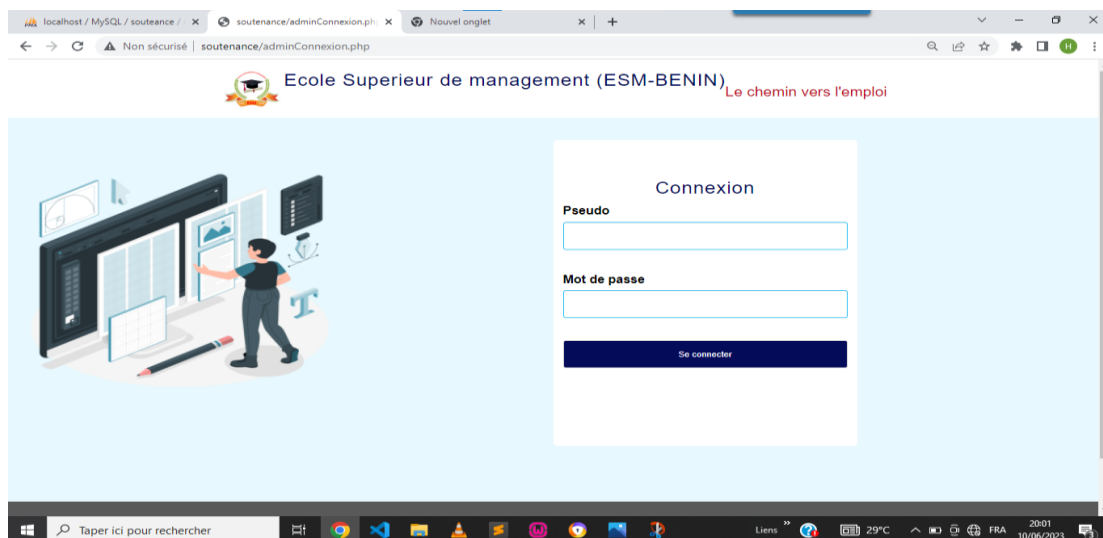 localhost / MySQL / souteance /
soutenance/adminConnexion.ph
Nouvel onglet
Non sécurisé | soutenance/adminConnexion.php
H
Ecole Superieur de management (ESM-BENIN)
Le chemin vers l'emploi
Connexion
Pseudo
Mot de passe
Se connecter
T
Taper ici pour rechercher
Liens
29°C
FRA
20:01
10/06/2023